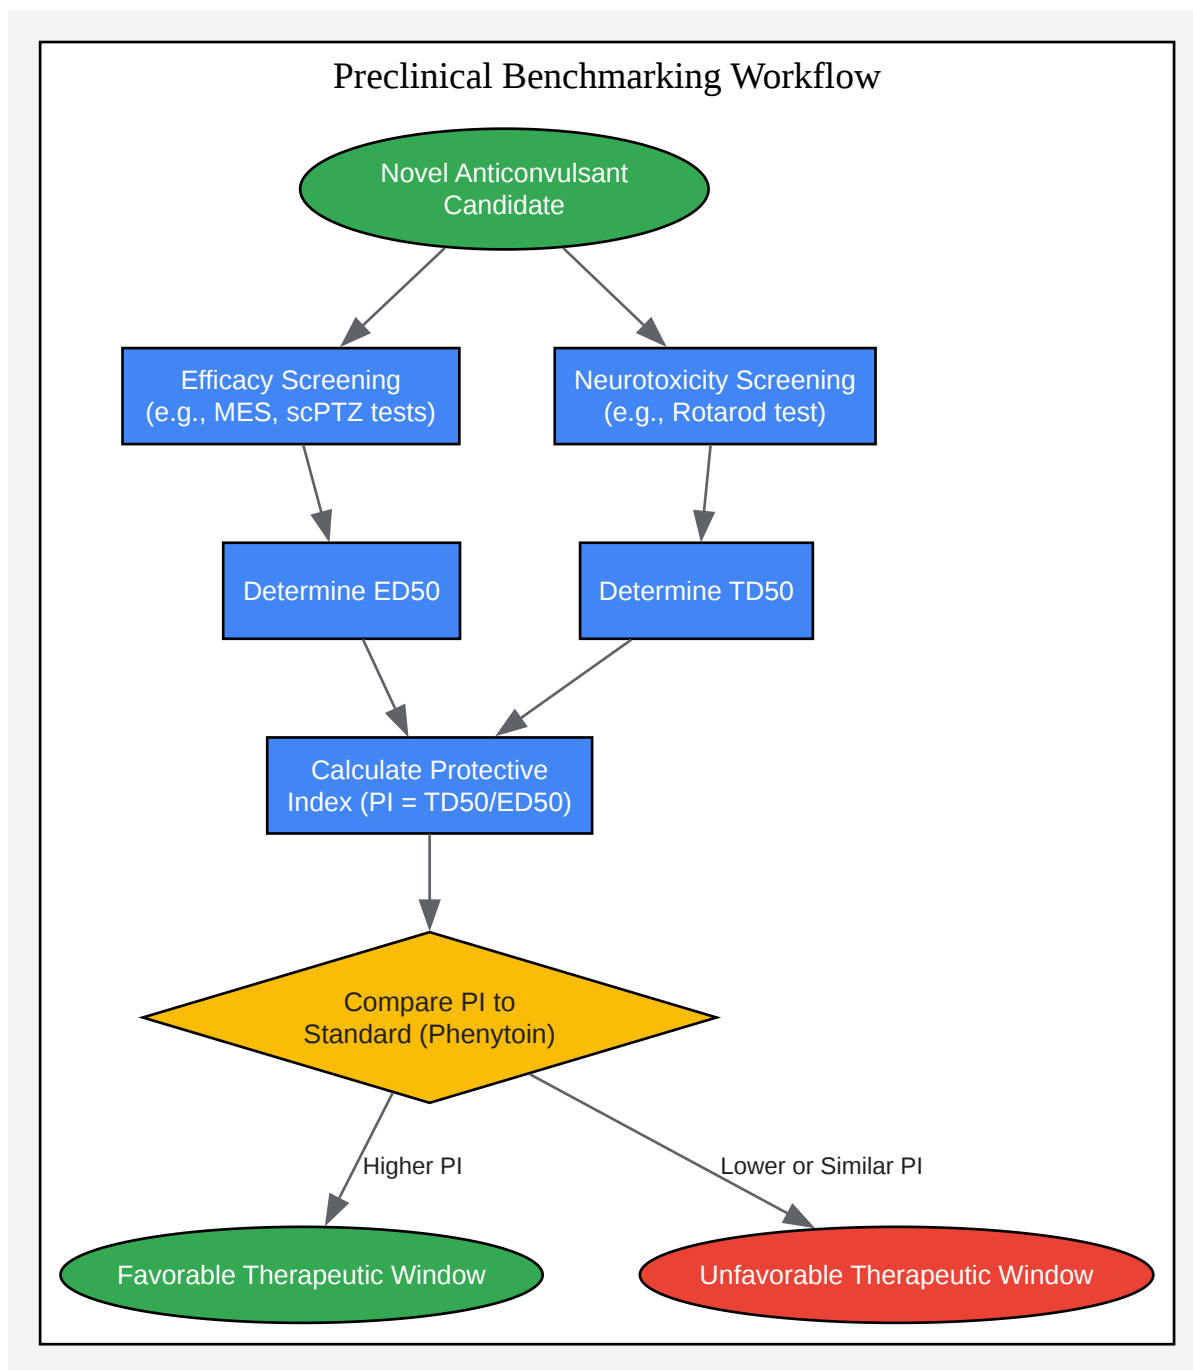 Preclinical Benchmarking Workflow
Novel Anticonvulsant
Candidate
Efficacy Screening
(e.g., MES, scPTZ tests)
Neurotoxicity Screening
(e.g., Rotarod test)
Determine ED50
Determine TD50
Calculate Protective
Index (PI = TD50/ED50)
Compare PI to
Standard (Phenytoin)
Higher PI
Lower or Similar PI
Favorable Therapeutic Window
Unfavorable Therapeutic Window